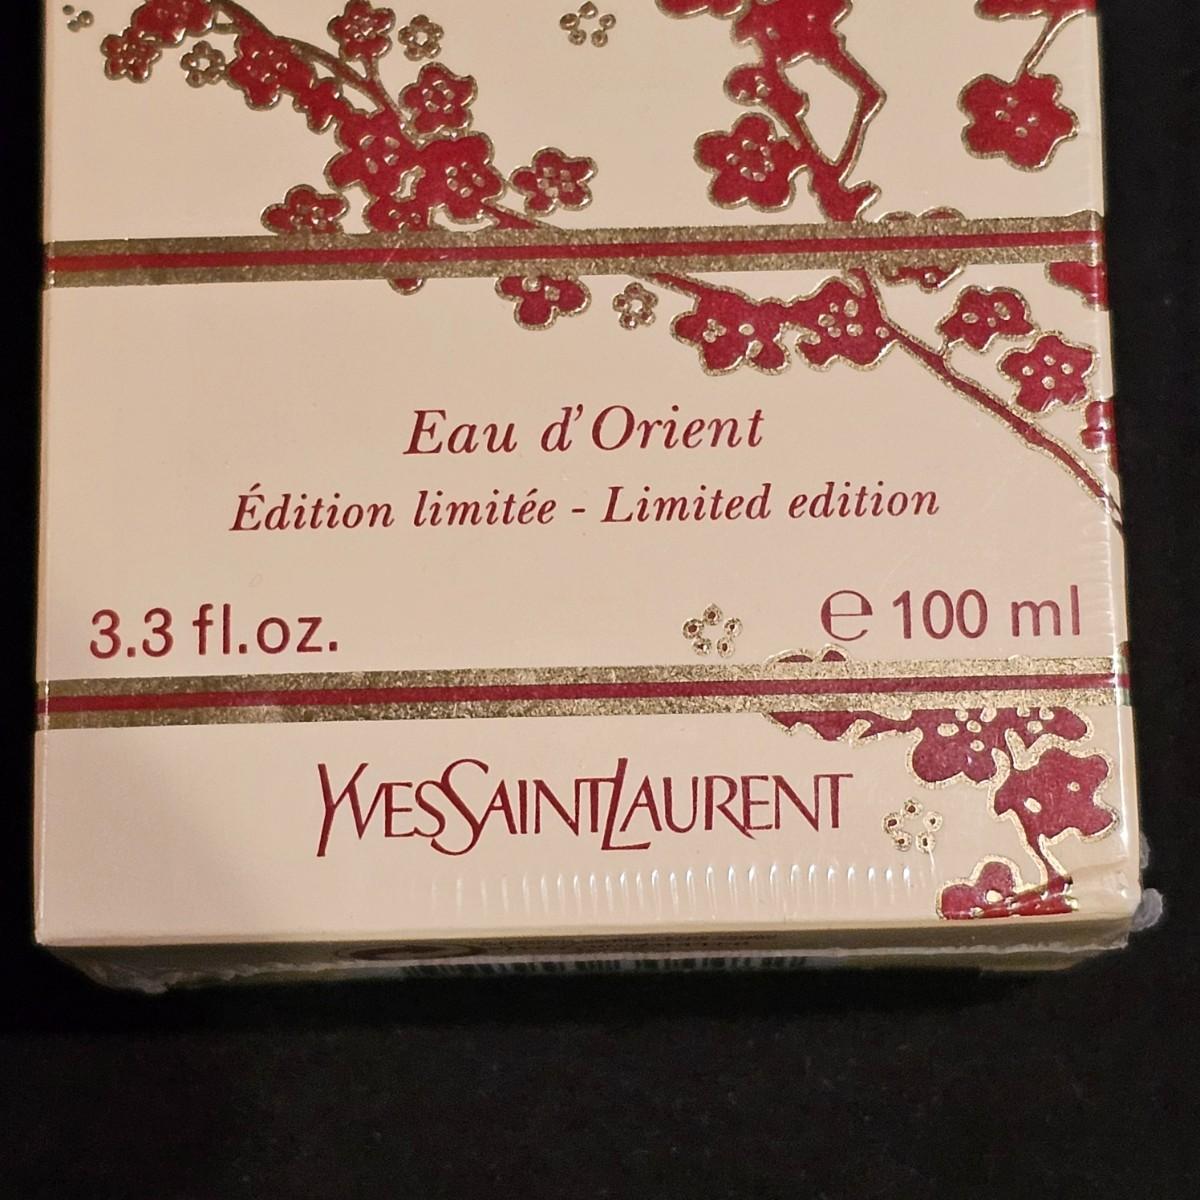 Eau d'Orient
Édition limitée - Limited edition
3.3 fl.oz. ℮ 100 ml
YVESSAINTLAURENT